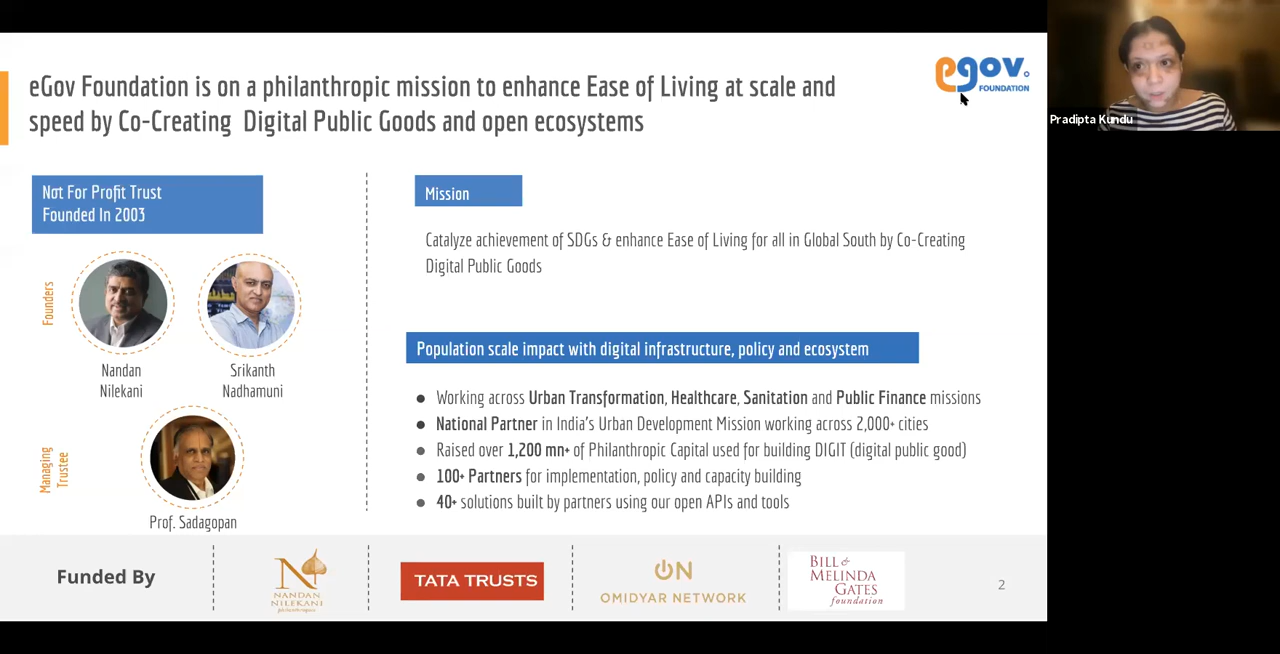 eGov Foundation is on a philanthropic mission to enhance Ease of Living at scale and
speed by Co-Creating Digital Public Goods and open ecosystems
egov.
FOUNDATION
Pradipta Kundu
Not For Profit Trust
Founded In 2003
Founders
Nandan
Nilekani
Srikanth
Nadhamuni
Managing
Trustee
Prof. Sadagopan
Mission
Catalyze achievement of SDGs & enhance Ease of Living for all in Global South by Co-Creating
Digital Public Goods
Population scale impact with digital infrastructure, policy and ecosystem
● Working across Urban Transformation, Healthcare, Sanitation and Public Finance missions
● National Partner in India's Urban Development Mission working across 2,000+ cities
● Raised over 1,200 mn+ of Philanthropic Capital used for building DIGIT (digital public good)
● 100+ Partners for implementation, policy and capacity building
● 40+ solutions built by partners using our open APIs and tools
Funded By
N
NANDAN
NILEKANI
philanthropies
TATA TRUSTS
ON
OMIDYAR NETWORK
BILL &
MELINDA
GATES
foundation
2